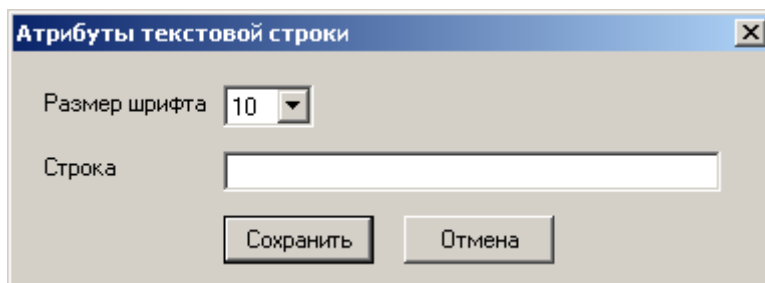 Атрибуты текстовой строки
Размер шрифта 10
Строка
Сохранить Отмена